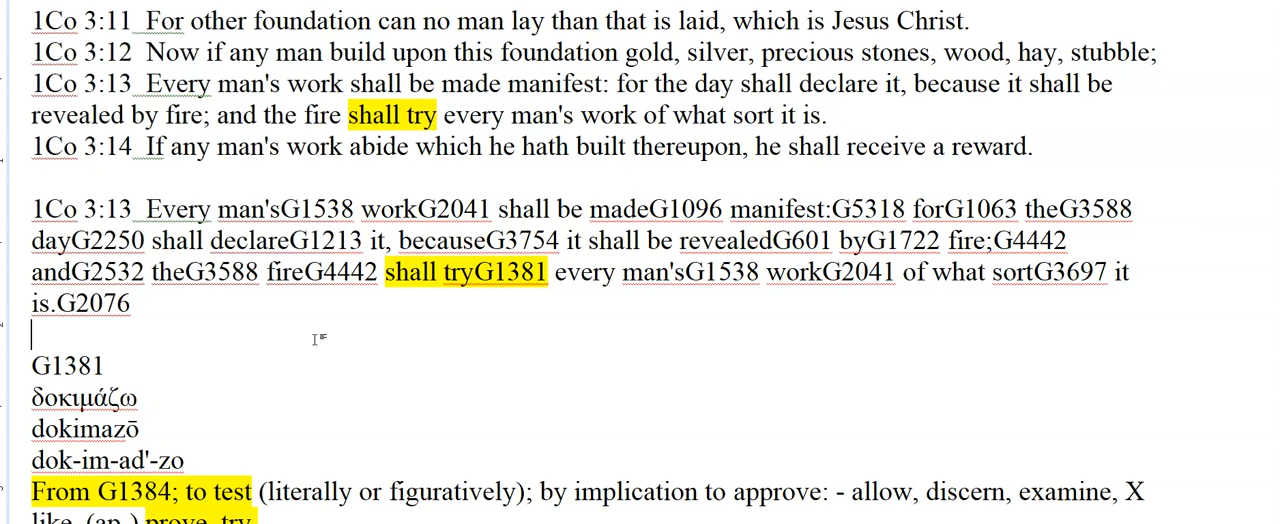 1Co 3:11  For other foundation can no man lay than that is laid, which is Jesus Christ.
1Co 3:12  Now if any man build upon this foundation gold, silver, precious stones, wood, hay, stubble;
1Co 3:13  Every man's work shall be made manifest: for the day shall declare it, because it shall be
revealed by fire; and the fire shall try every man's work of what sort it is.
1Co 3:14  If any man's work abide which he hath built thereupon, he shall receive a reward.
1Co 3:13  Every man'sG1538 workG2041 shall be madeG1096 manifest:G5318 forG1063 theG3588
dayG2250 shall declareG1213 it, becauseG3754 it shall be revealedG601 byG1722 fire;G4442
andG2532 theG3588 fireG4442 shall tryG1381 every man'sG1538 workG2041 of what sortG3697 it
is.G2076
G1381
δοκιμάζω
dokimazō
dok-im-ad'-zo
From G1384; to test (literally or figuratively); by implication to approve: - allow, discern, examine, X
like, (ap-) prove, try.